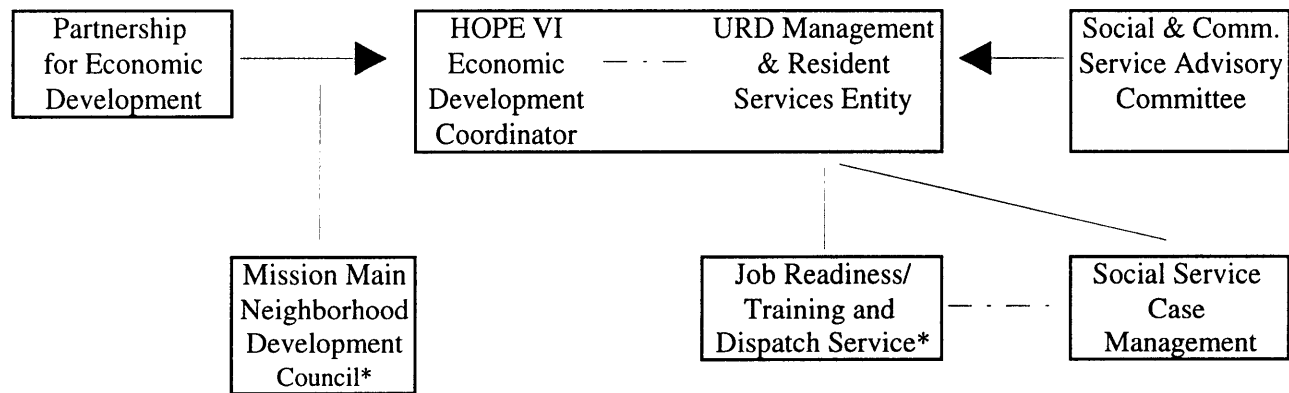 Partnership
for Economic
Development
HOPE VI
Economic
Development
Coordinator
URD Management
& Resident
Services Entity
Social & Comm.
Service Advisory
Committee
Mission Main
Neighborhood
Development
Council*
Job Readiness/
Training and
Dispatch Service*
Social Service
Case
Management